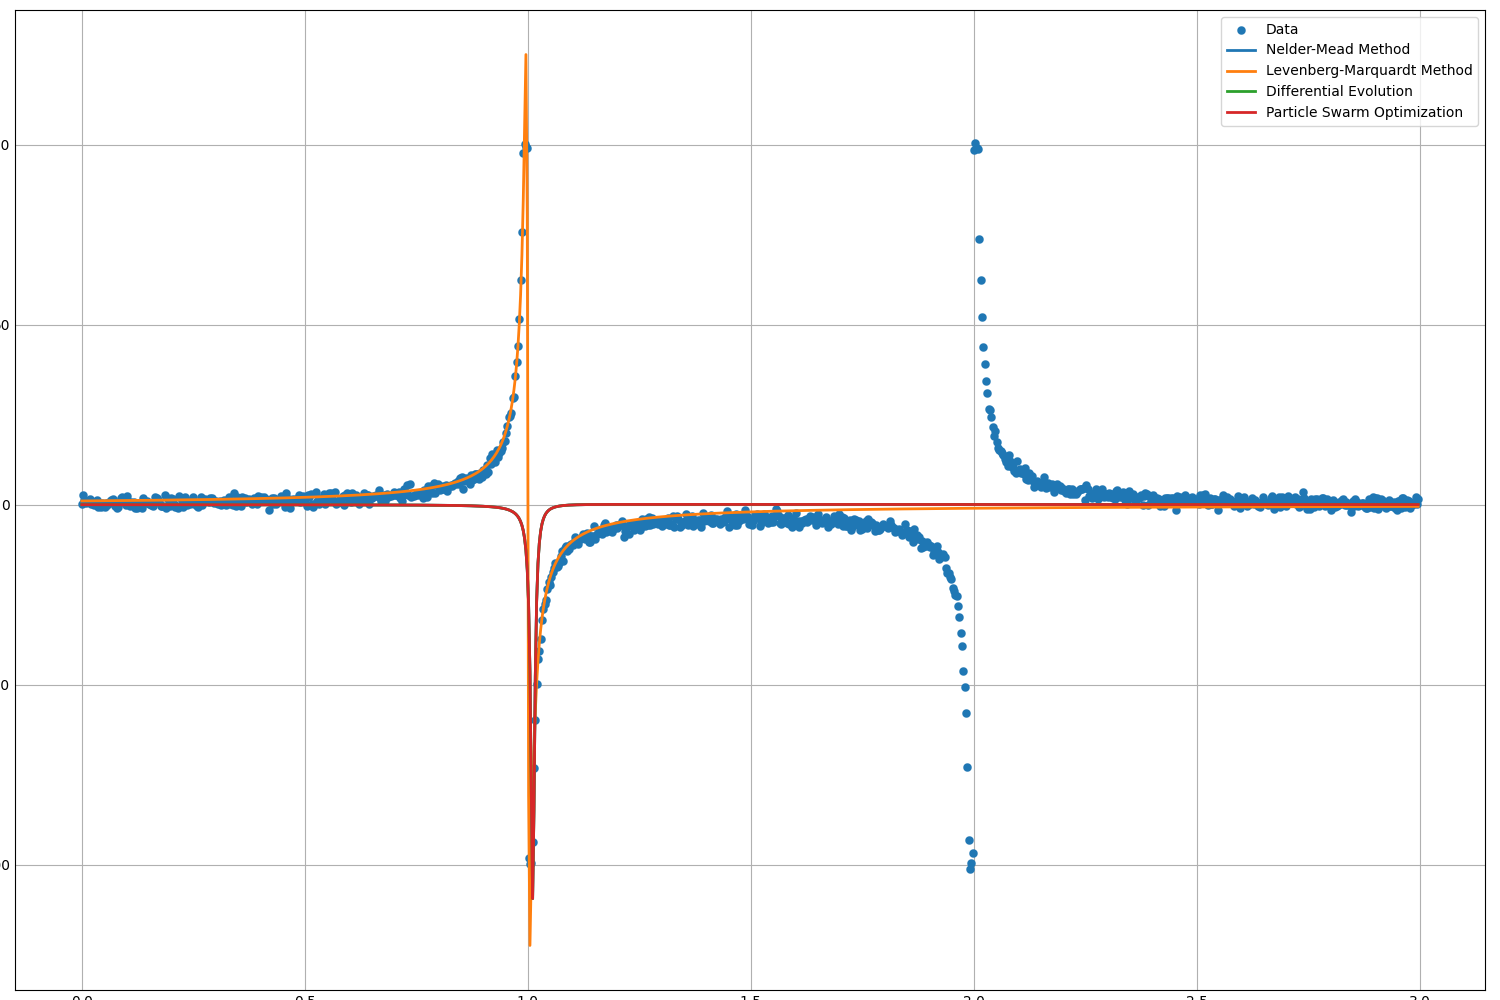 Data
Nelder-Mead Method
Levenberg-Marquardt Method
Differential Evolution
Particle Swarm Optimization
0
0
0
0
0
0.0 0.5 1.0 1.5 2.0 2.5 3.0